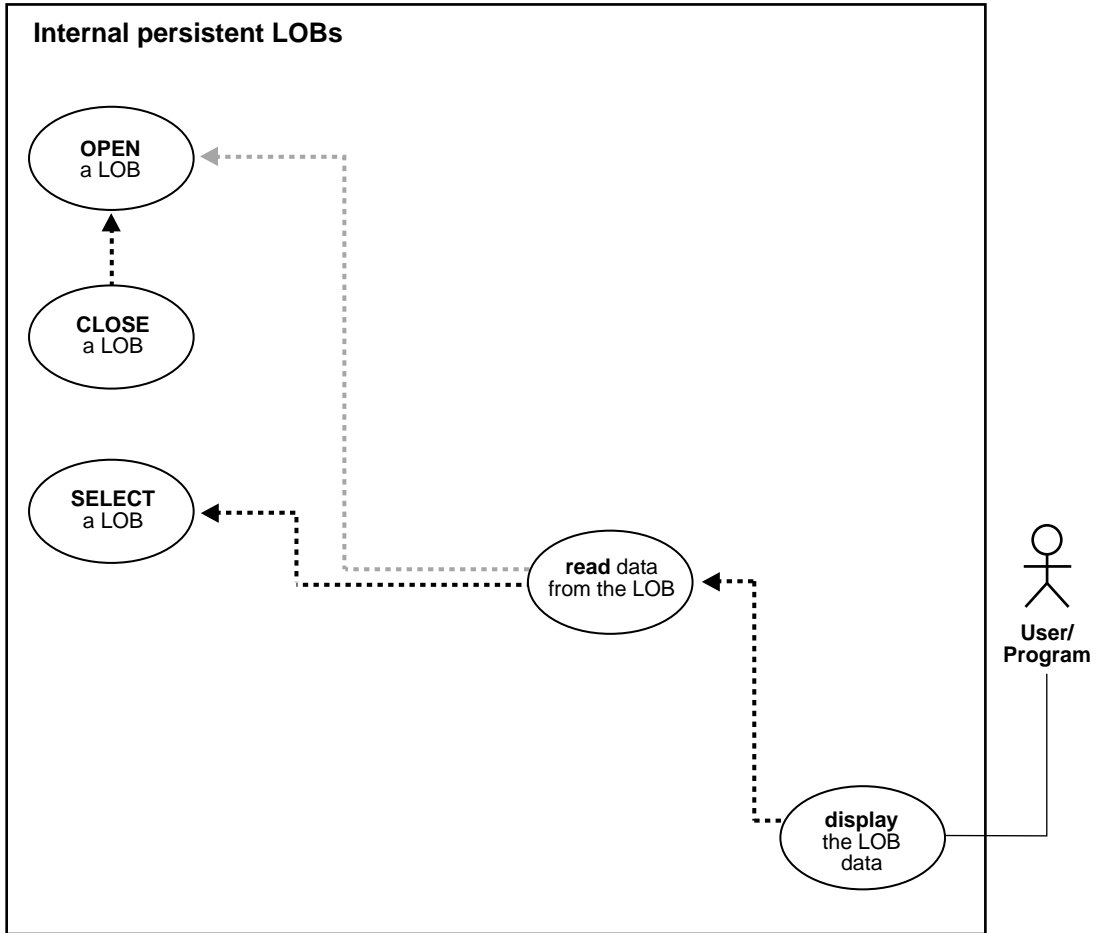 Internal persistent LOBs
OPEN
a LOB
CLOSE
a LOB
SELECT
a LOB
read data
from the LOB
User/
Program
display
the LOB
data